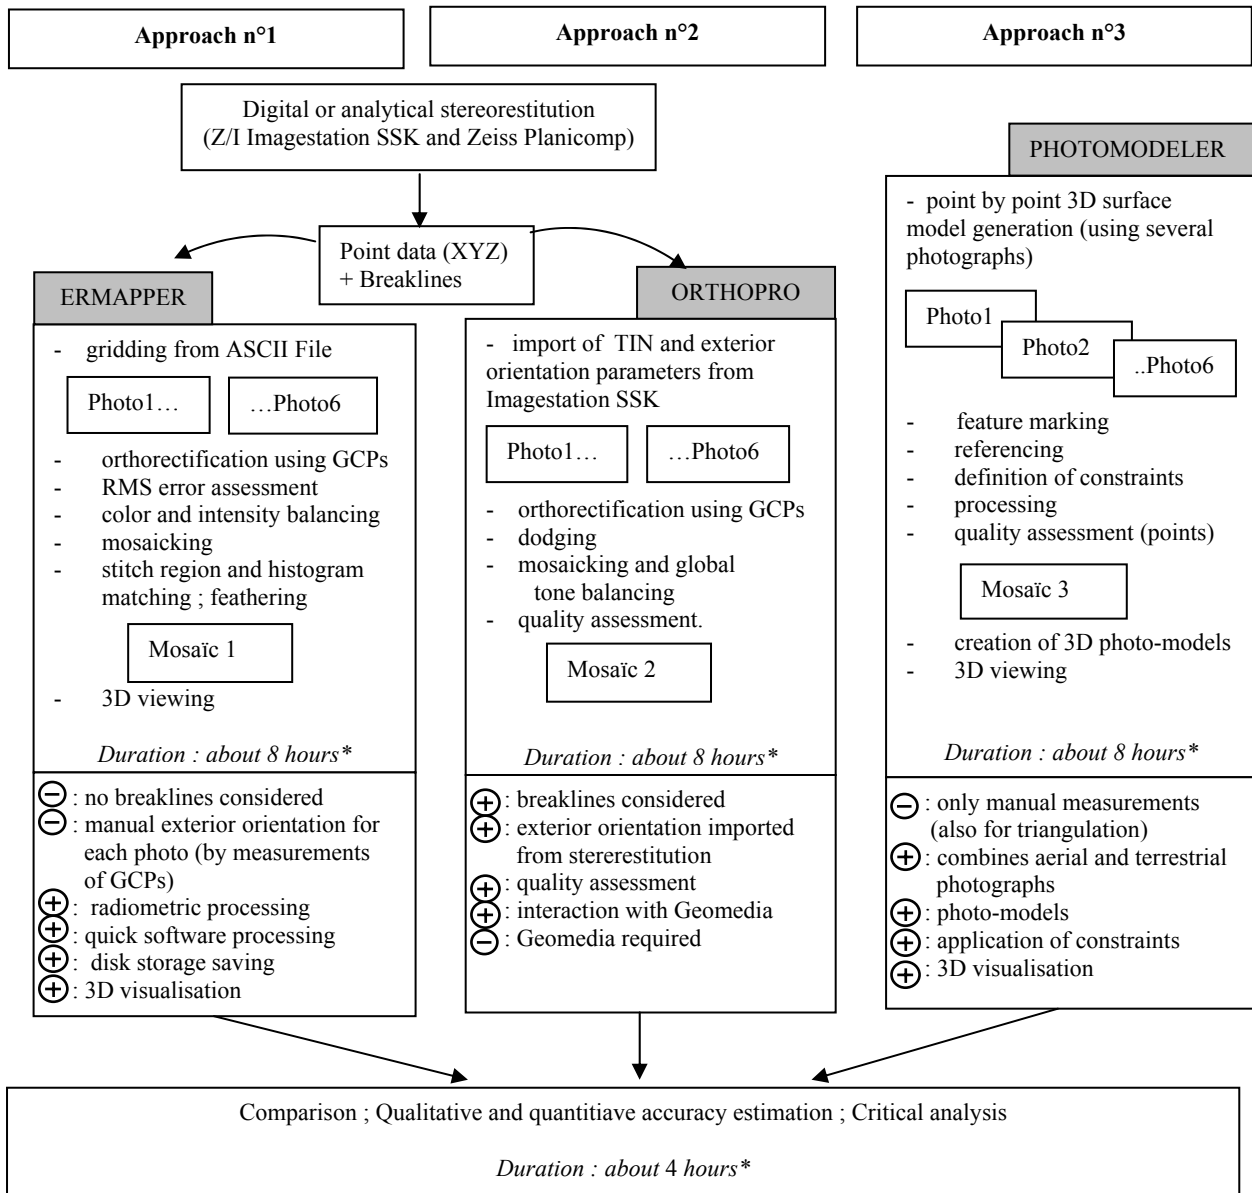 Approach n°1
Approach n°2
Approach n°3
Digital or analytical stereorestitution
(Z/I Imagestation SSK and Zeiss Planicomp)
Point data (XYZ)
+ Breaklines
ERMAPPER
- gridding from ASCII File
Photo1…
…Photo6
- orthorectification using GCPs
- RMS error assessment
- color and intensity balancing
- mosaicking
- stitch region and histogram
matching ; feathering
Mosaïc 1
- 3D viewing
Duration : about 8 hours*
⊖ : no breaklines considered
⊖ : manual exterior orientation for
each photo (by measurements
of GCPs)
⊕ : radiometric processing
⊕ : quick software processing
⊕ : disk storage saving
⊕ : 3D visualisation
ORTHOPRO
- import of TIN and exterior
orientation parameters from
Imagestation SSK
Photo1…
…Photo6
- orthorectification using GCPs
- dodging
- mosaicking and global
tone balancing
- quality assessment.
Mosaïc 2
Duration : about 8 hours*
⊕ : breaklines considered
⊕ : exterior orientation imported
from stererestitution
⊕ : quality assessment
⊕ : interaction with Geomedia
⊖ : Geomedia required
PHOTOMODELER
- point by point 3D surface
model generation (using several
photographs)
Photo1
Photo2
..Photo6
- feature marking
- referencing
- definition of constraints
- processing
- quality assessment (points)
Mosaïc 3
- creation of 3D photo-models
- 3D viewing
Duration : about 8 hours*
⊖ : only manual measurements
(also for triangulation)
⊕ : combines aerial and terrestrial
photographs
⊕ : photo-models
⊕ : application of constraints
⊕ : 3D visualisation
Comparison ; Qualitative and quantitiave accuracy estimation ; Critical analysis
Duration : about 4 hours*